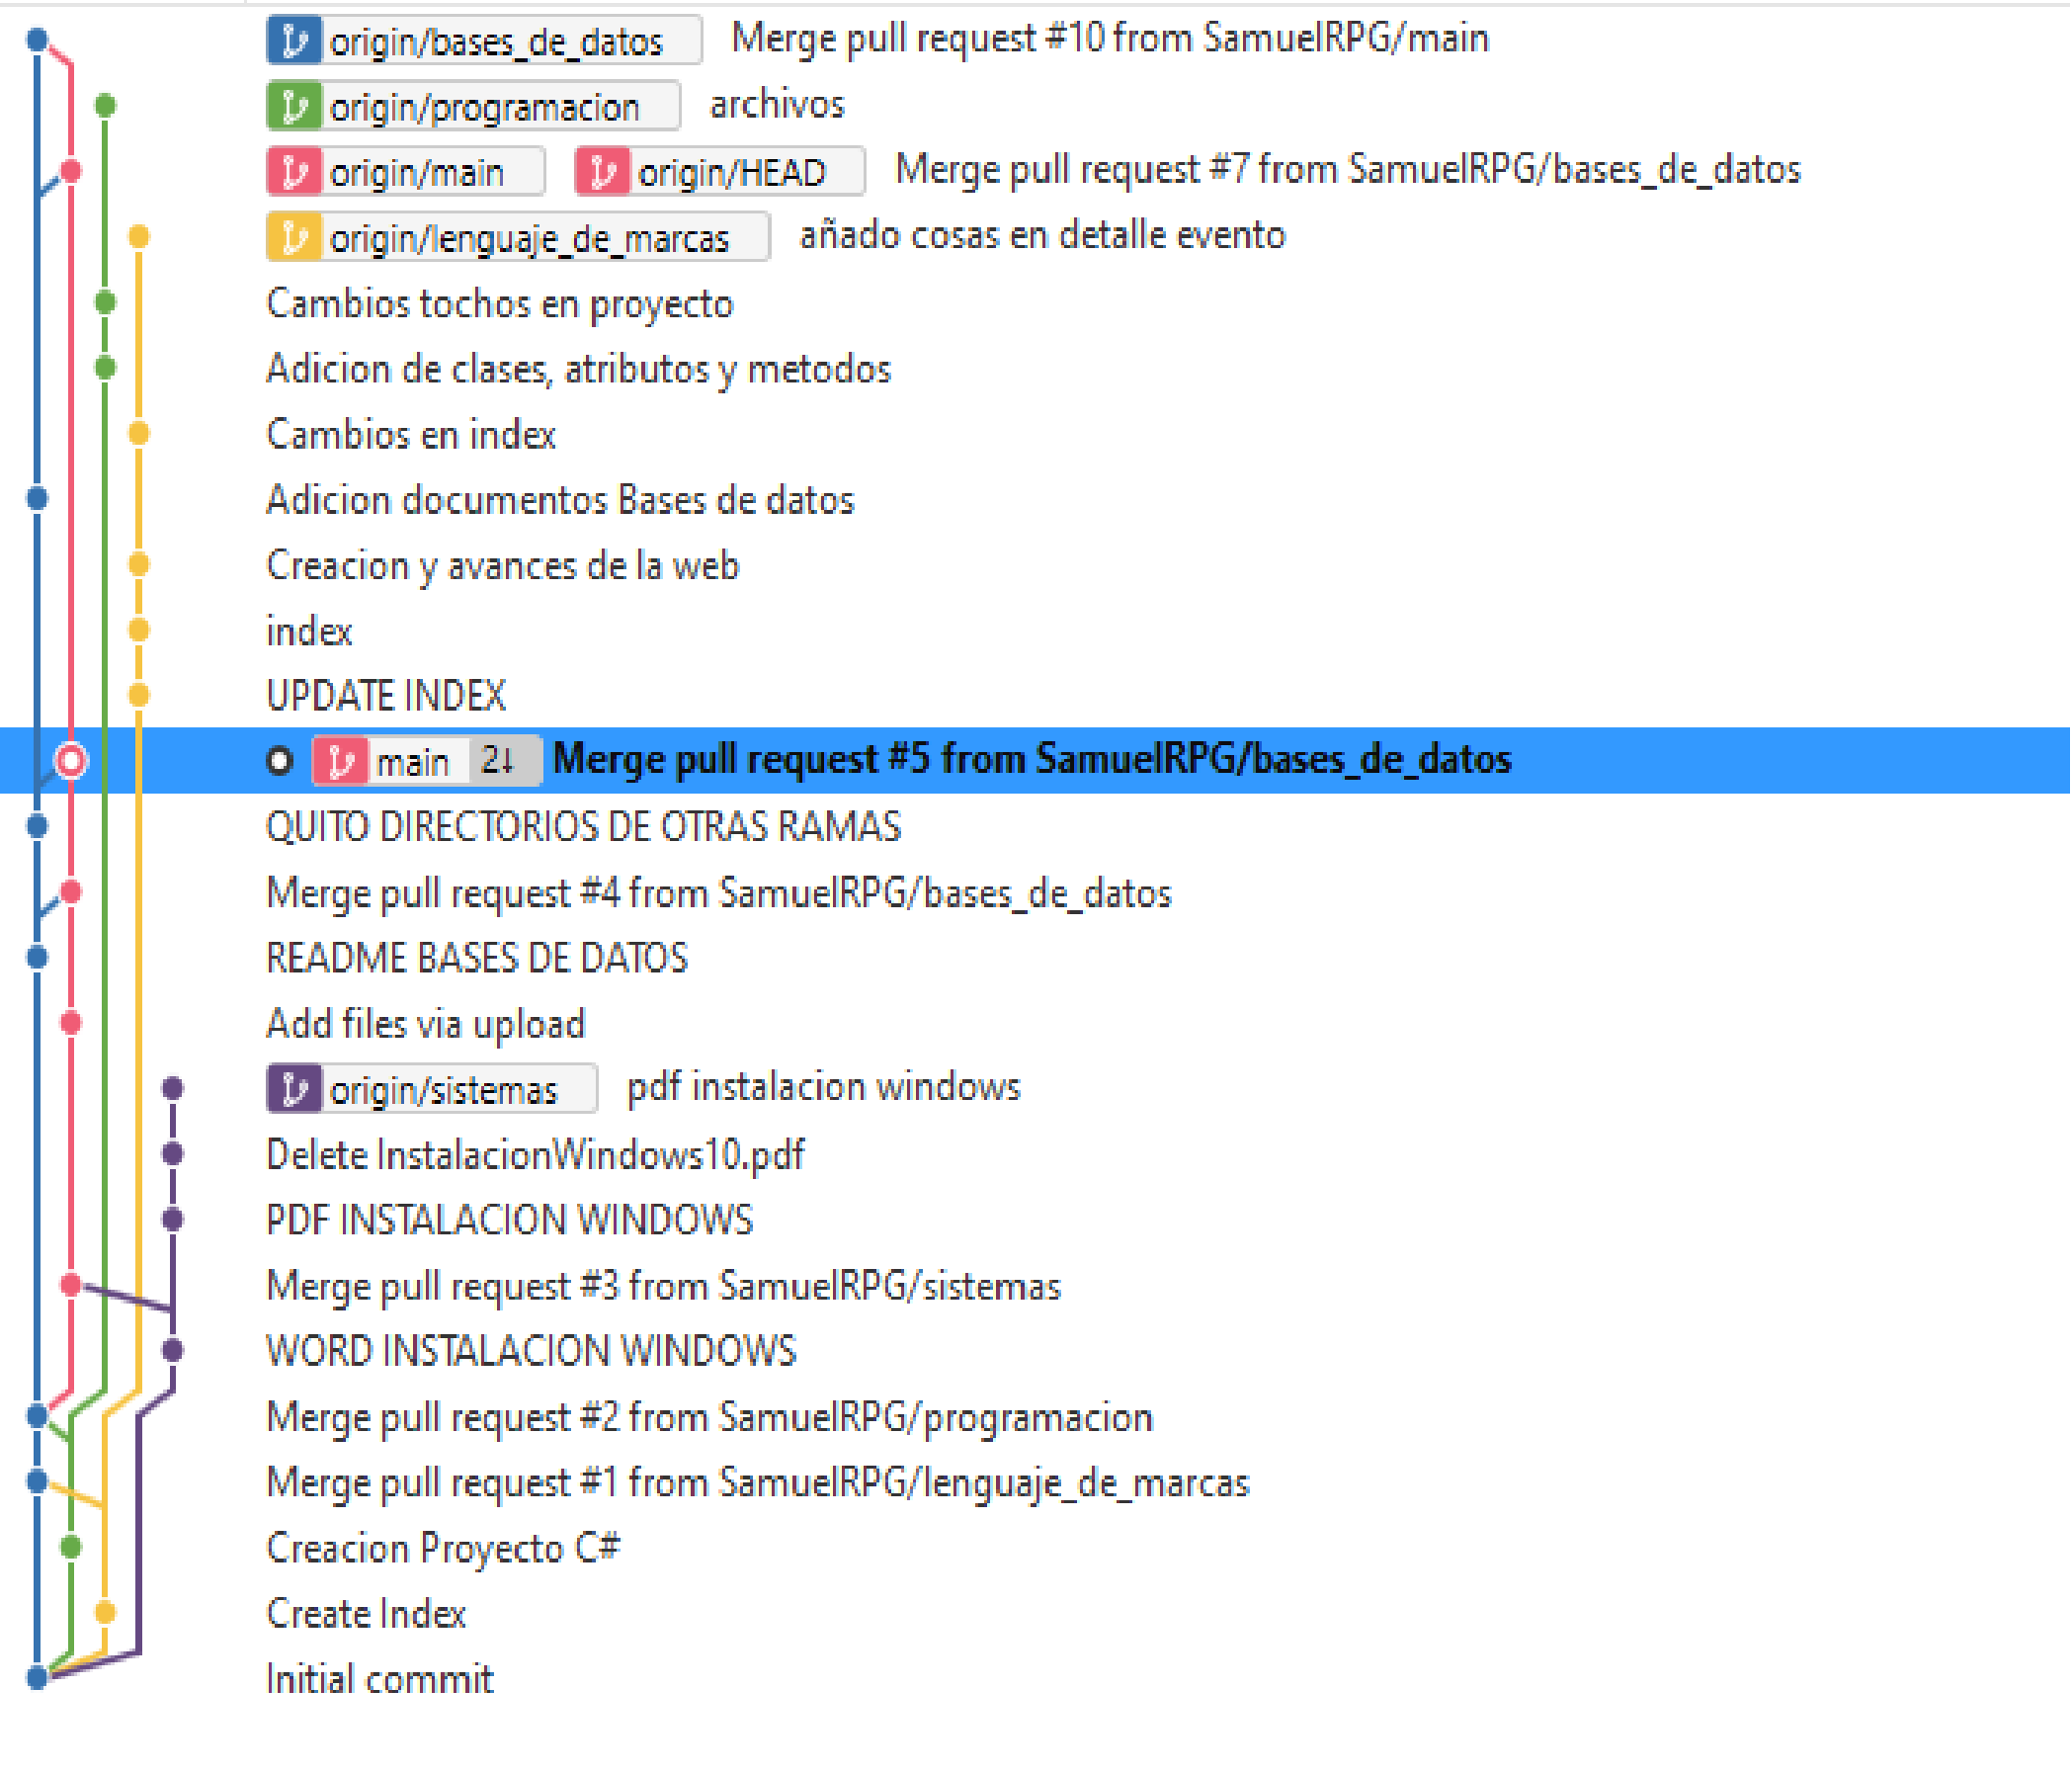 origin/bases_de_datos Merge pull request #10 from SamuelRPG/main
origin/programacion archivos
origin/main origin/HEAD Merge pull request #7 from SamuelRPG/bases_de_datos
origin/lenguaje_de_marcas añado cosas en detalle evento
Cambios tochos en proyecto
Adicion de clases, atributos y metodos
Cambios en index
Adicion documentos Bases de datos
Creacion y avances de la web
index
UPDATE INDEX
main 2↓ Merge pull request #5 from SamuelRPG/bases_de_datos
QUITO DIRECTORIOS DE OTRAS RAMAS
Merge pull request #4 from SamuelRPG/bases_de_datos
README BASES DE DATOS
Add files via upload
origin/sistemas pdf instalacion windows
Delete InstalacionWindows10.pdf
PDF INSTALACION WINDOWS
Merge pull request #3 from SamuelRPG/sistemas
WORD INSTALACION WINDOWS
Merge pull request #2 from SamuelRPG/programacion
Merge pull request #1 from SamuelRPG/lenguaje_de_marcas
Creacion Proyecto C#
Create Index
Initial commit